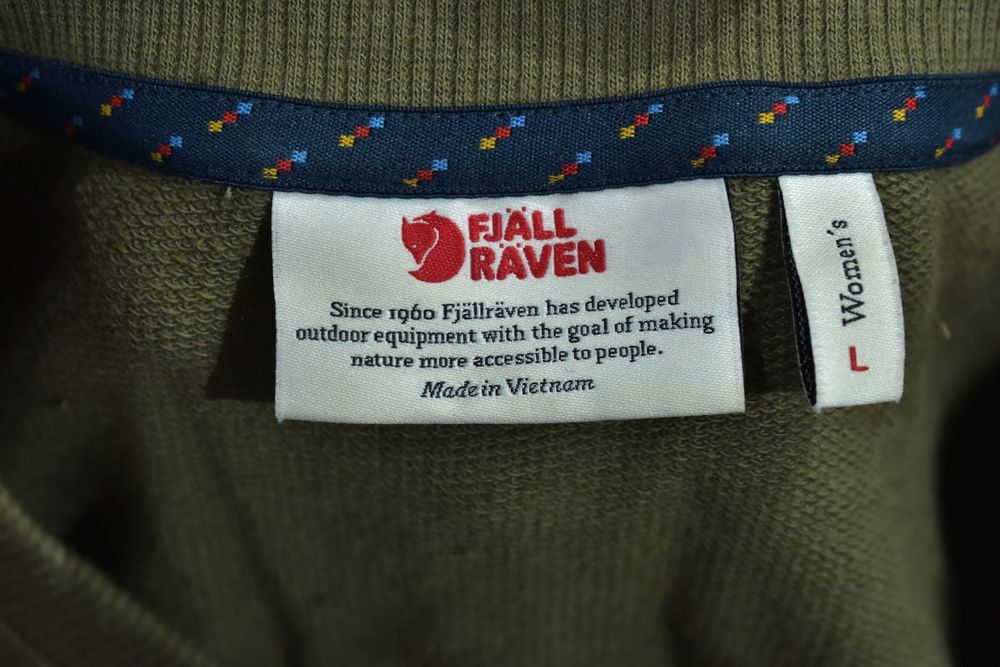 FJÄLL
RÄVEN
Since 1960 Fjällräven has developed
outdoor equipment with the goal of making
nature more accessible to people.
Made in Vietnam
Women's
L